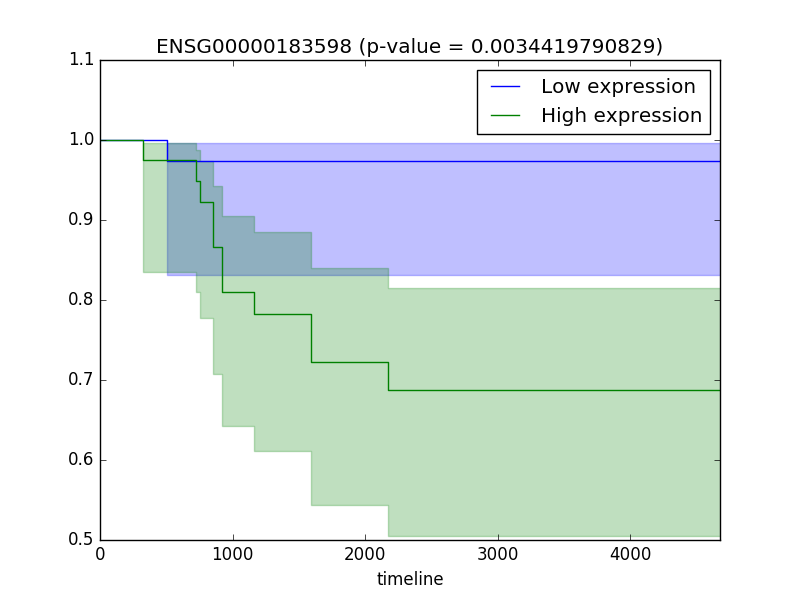 ENSG00000183598 (p-value = 0.0034419790829)
1.1
Low expression
High expression
1.0
0.9
0.8
0.7
0.6
0.5
0 1000 2000 3000 4000
timeline